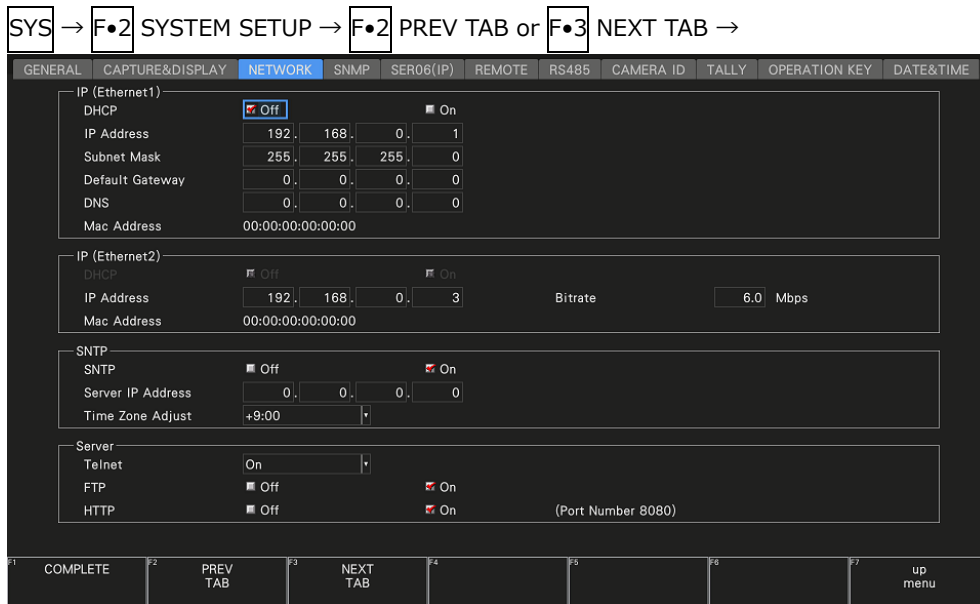 SYS → F•2 SYSTEM SETUP → F•2 PREV TAB or F•3 NEXT TAB →
GENERAL CAPTURE&DISPLAY NETWORK SNMP SER06(IP) REMOTE RS485 CAMERA ID TALLY OPERATION KEY DATE&TIME
IP (Ethernet1)
DHCP Off On
IP Address 192. 168. 0. 1
Subnet Mask 255. 255. 255. 0
Default Gateway 0. 0. 0. 0
DNS 0. 0. 0. 0
Mac Address 00:00:00:00:00:00
IP (Ethernet2)
DHCP Off On
IP Address 192. 168. 0. 3 Bitrate 6.0 Mbps
Mac Address 00:00:00:00:00:00
SNTP
SNTP Off On
Server IP Address 0. 0. 0. 0
Time Zone Adjust +9:00
Server
Telnet On
FTP Off On
HTTP Off On (Port Number 8080)
F1 COMPLETE F2 PREV F3 NEXT F4 F5 F6 F7 up
TAB TAB menu